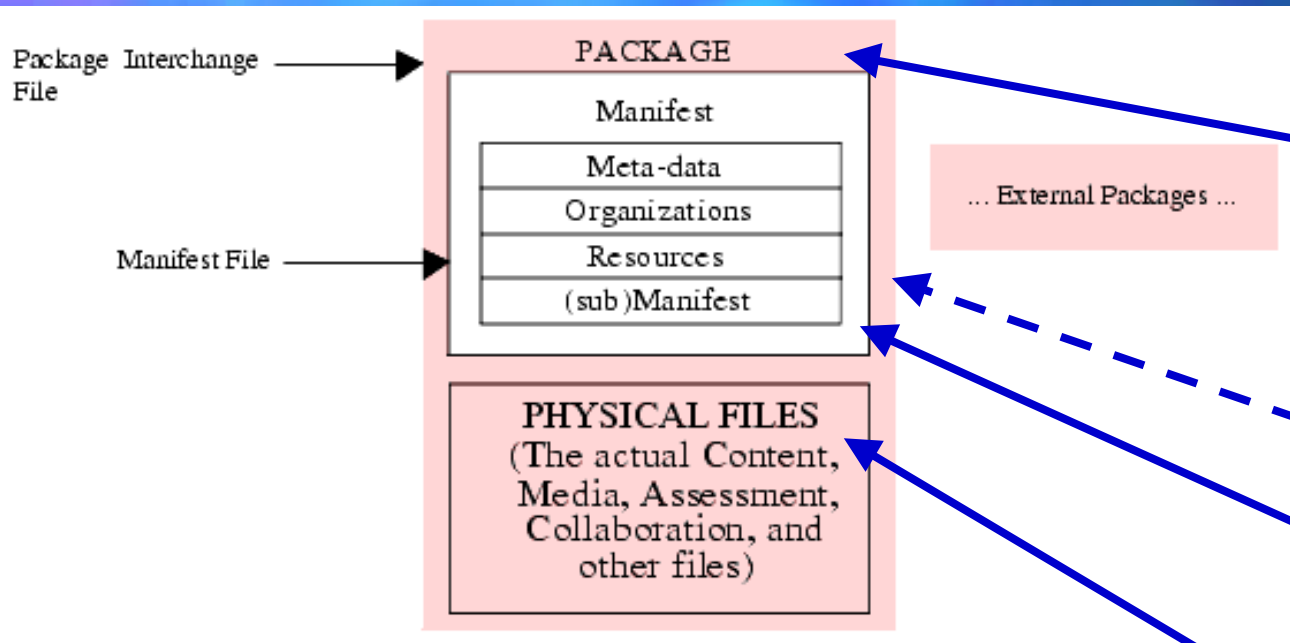 Package Interchange
File
PACKAGE
Manifest
Meta-data
Organizations
Resources
(sub)Manifest
Manifest File
... External Packages ...
PHYSICAL FILES
(The actual Content,
Media, Assessment,
Collaboration, and
other files)